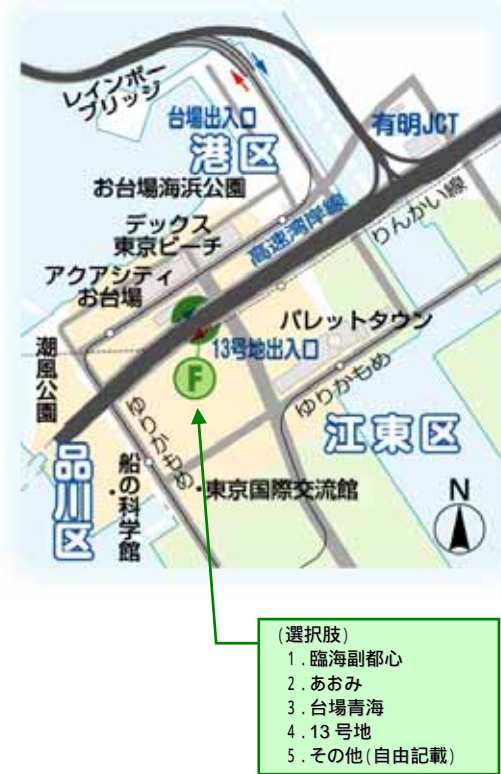 レインボー
ブリッジ
台場出入口
有明JCT
港区
お台場海浜公園
デックス
東京ビーチ
高速湾岸線
りんかい線
アクアシティ
お台場
13号地出入口
パレットタウン
F
潮風公園
ゆりかもめ
ゆりかもめ
江東区
品川区
船の科学館
・東京国際交流館
N
(選択肢)
1.臨海副都心
2.あおみ
3.台場青海
4.13号地
5.その他(自由記載)